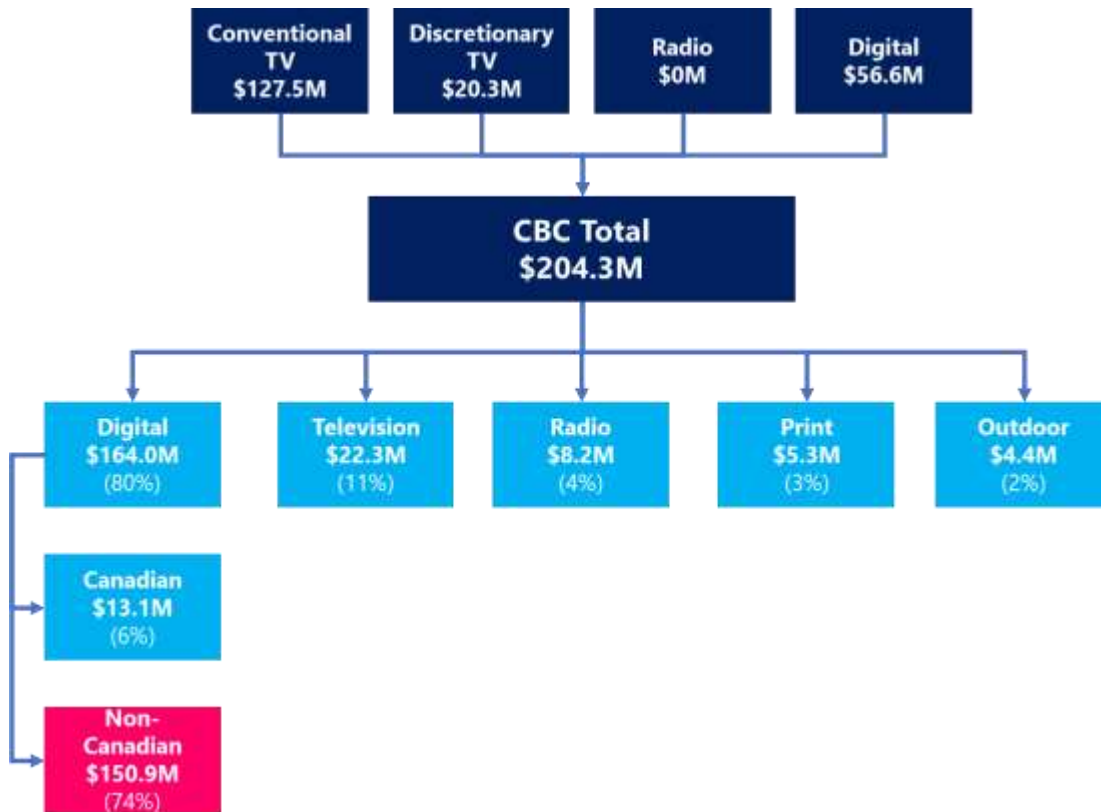 Conventional
TV
$127.5M
Discretionary
TV
$20.3M
Radio
$0M
Digital
$56.6M
CBC Total
$204.3M
Digital
$164.0M
(80%)
Television
$22.3M
(11%)
Radio
$8.2M
(4%)
Print
$5.3M
(3%)
Outdoor
$4.4M
(2%)
Canadian
$13.1M
(6%)
Non-
Canadian
$150.9M
(74%)